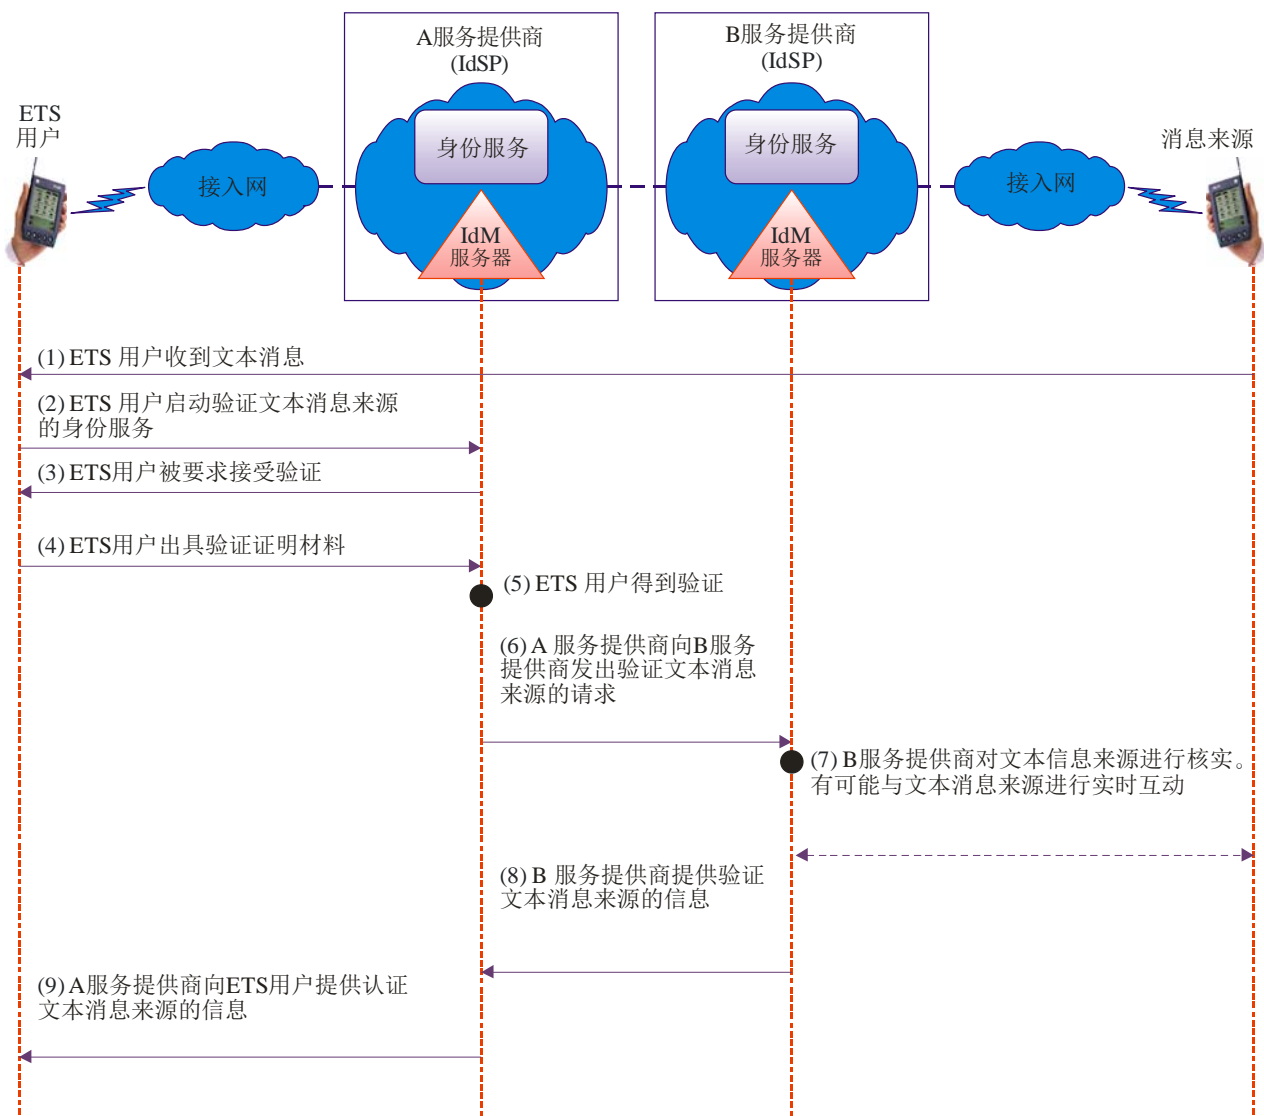 A服务提供商
(IdSP)
B服务提供商
(IdSP)
ETS
用户
消息来源
接入网
身份服务
身份服务
接入网
IdM
服务器
IdM
服务器
(1) ETS 用户收到文本消息
(2) ETS 用户启动验证文本消息来源
的身份服务
(3) ETS用户被要求接受验证
(4) ETS用户出具验证证明材料
(5) ETS 用户得到验证
(6) A 服务提供商向B服务
提供商发出验证文本消息
来源的请求
(7) B服务提供商对文本信息来源进行核实。
有可能与文本消息来源进行实时互动
(8) B 服务提供商提供验证
文本消息来源的信息
(9) A服务提供商向ETS用户提供认证
文本消息来源的信息